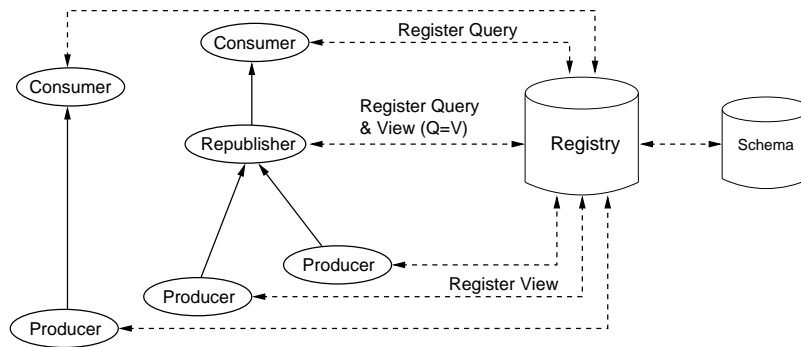 Consumer
Register Query
Consumer
Register Query
& View (Q=V)
Republisher
Registry
Schema
Producer
Register View
Producer
Producer